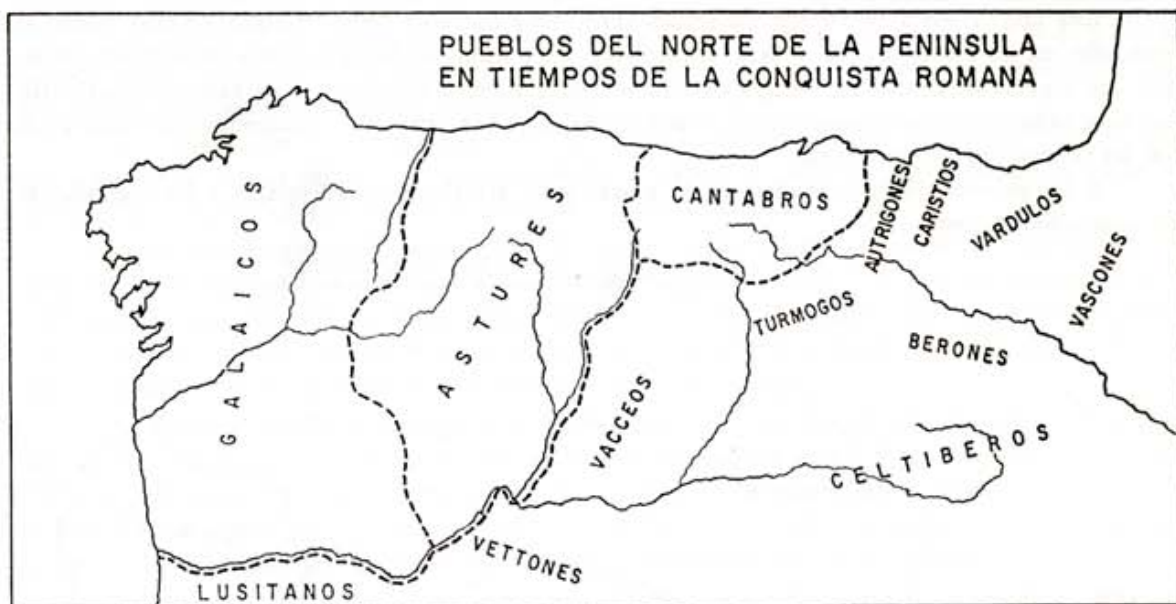 PUEBLOS DEL NORTE DE LA PENINSULA
EN TIEMPOS DE LA CONQUISTA ROMANA
GALAICOS
ASTURES
CANTABROS
AUTRIGONES
CARISTIOS
VARDULOS
VASCONES
TURMOGOS
BERONES
VACCEOS
CELTIBEROS
VETTONES
LUSITANOS